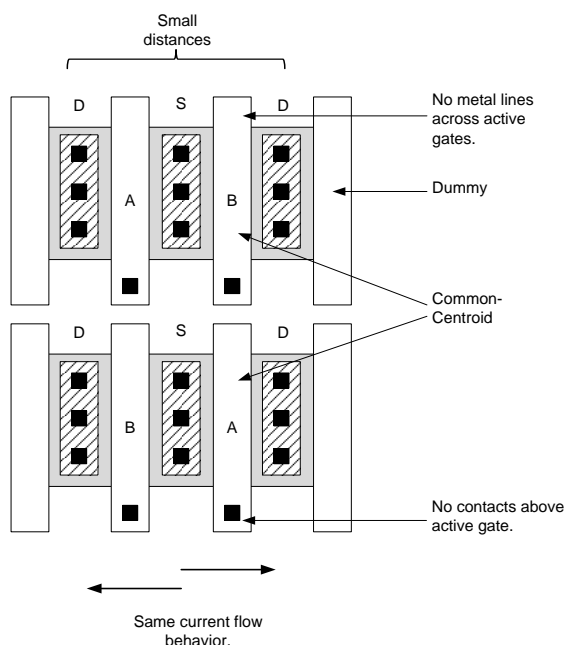 Small
distances
D S D
No metal lines
across active
gates.
A B
Dummy
Common-
Centroid
D S D
B A
No contacts above
active gate.
Same current flow
behavior.